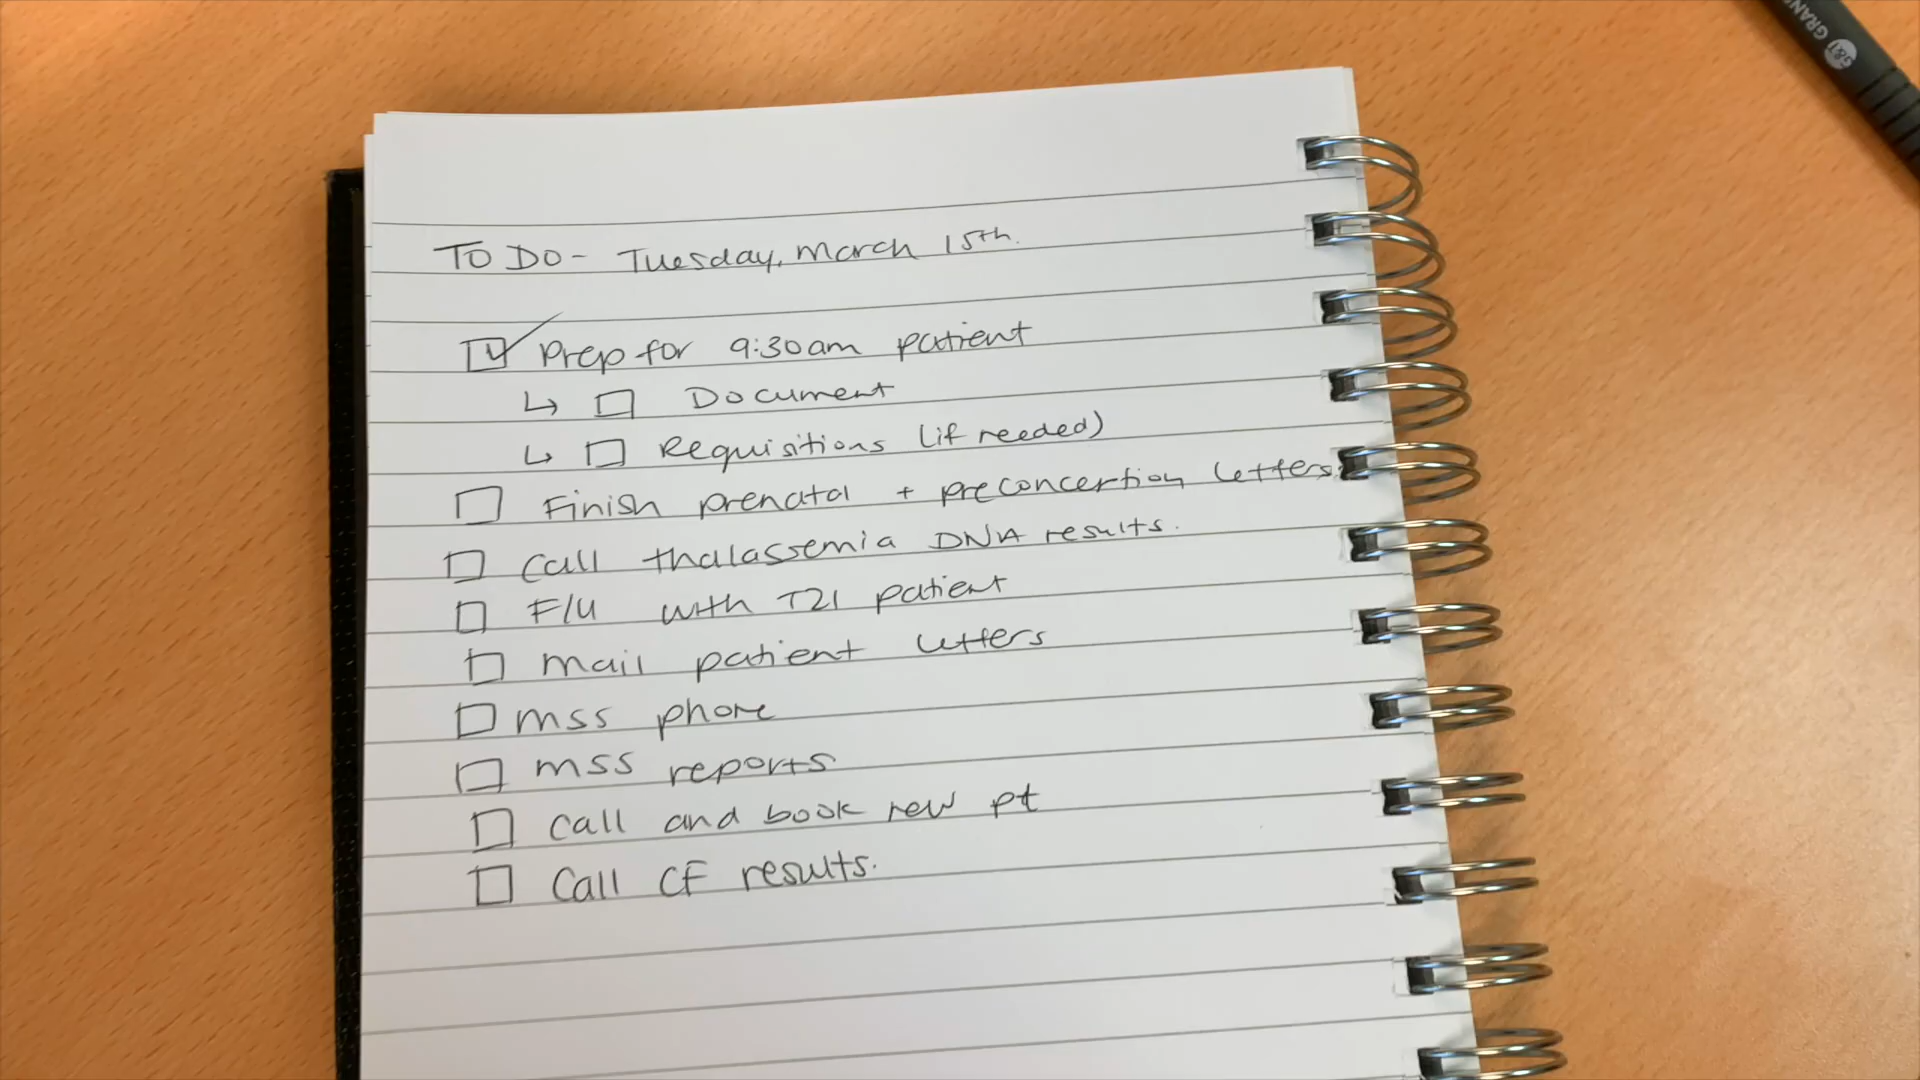 TO DO - Tuesday, March 15th.
Prep for 9:30am patient
↳ Document
↳ Requisitions (if needed)
Finish prenatal + preconcertion letters
Call thalassemia DNA results.
F/U with T21 patient
Mail patient letters
MSS phone
MSS reports
Call and book new pt
Call CF results.
GRAN